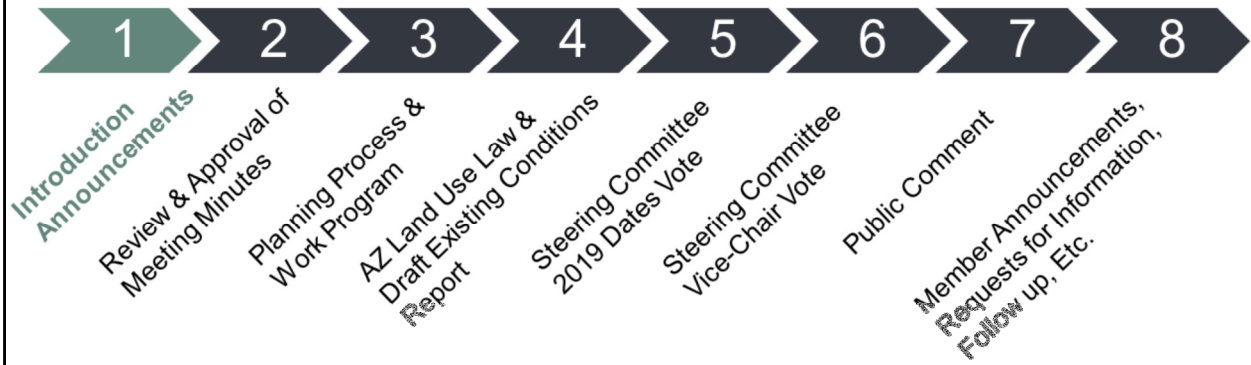 1 2 3 4 5 6 7 8
Introduction
Announcements
Review & Approval of
Meeting Minutes
Planning Process &
Work Program
AZ Land Use Law &
Draft Existing Conditions
Report
Steering Committee
2019 Dates Vote
Steering Committee
Vice-Chair Vote
Public Comment
Member Announcements,
Requests for Information,
Follow up, Etc.